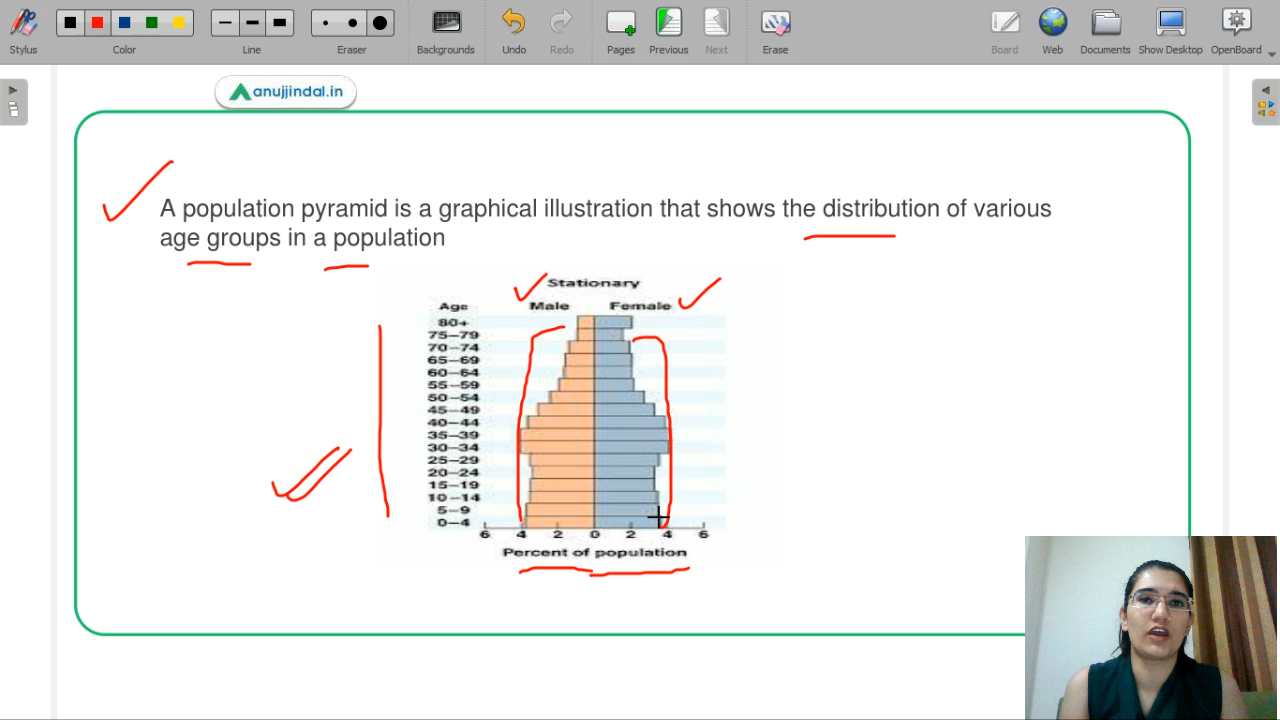 Stylus Color Line Eraser Backgrounds Undo Redo Pages Previous Next Erase Board Web Documents Show Desktop OpenBoard
anujjindal.in
A population pyramid is a graphical illustration that shows the distribution of various
age groups in a population
Stationary
Age Male Female
80+
75–79
70–74
65–69
60–64
55–59
50–54
45–49
40–44
35–39
30–34
25–29
20–24
15–19
10–14
5–9
0–4
6 4 2 0 2 4 6
Percent of population